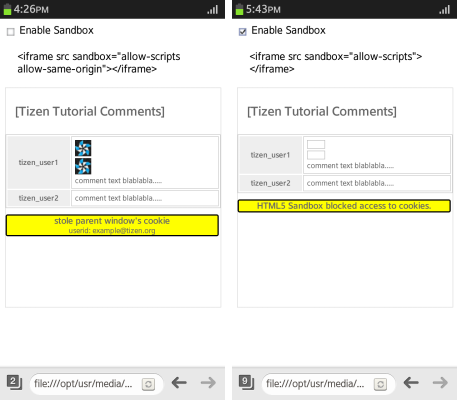 4:26PM
Enable Sandbox
<iframe src sandbox="allow-scripts
allow-same-origin"></iframe>
[Tizen Tutorial Comments]
tizen_user1
comment text blablabla.....
tizen_user2
comment text blablabla.....
stole parent window's cookie
userid: example@tizen.org
2
file:///opt/usr/media/...
5:43PM
Enable Sandbox
<iframe src sandbox="allow-scripts">
</iframe>
[Tizen Tutorial Comments]
tizen_user1
comment text blablabla.....
tizen_user2
comment text blablabla.....
HTML5 Sandbox blocked access to cookies.
9
file:///opt/usr/media/...